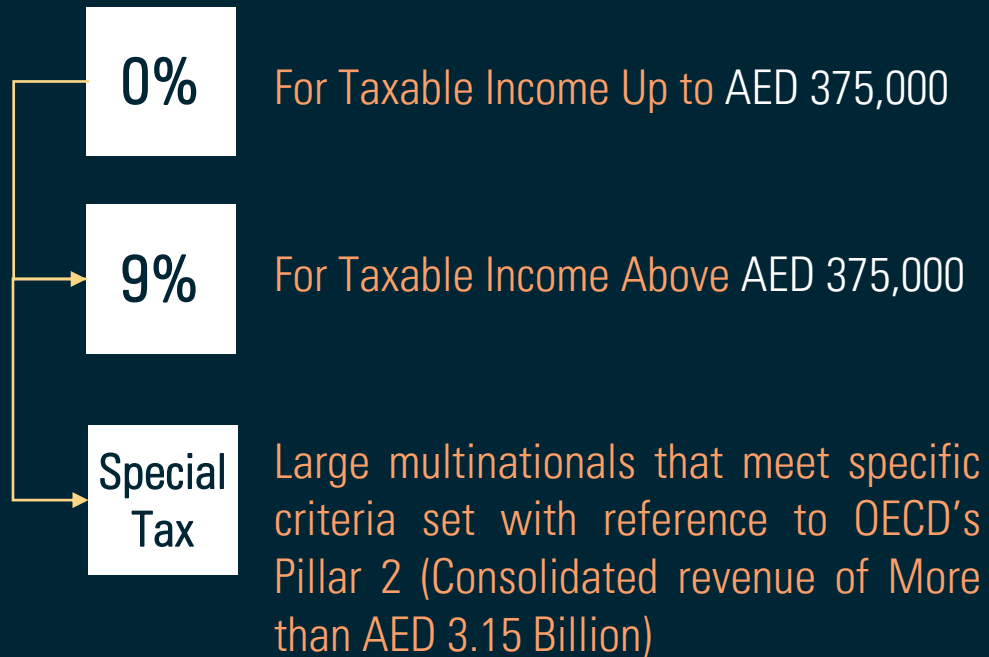 0%
For Taxable Income Up to AED 375,000
9%
For Taxable Income Above AED 375,000
Special
Tax
Large multinationals that meet specific
criteria set with reference to OECD's
Pillar 2 (Consolidated revenue of More
than AED 3.15 Billion)